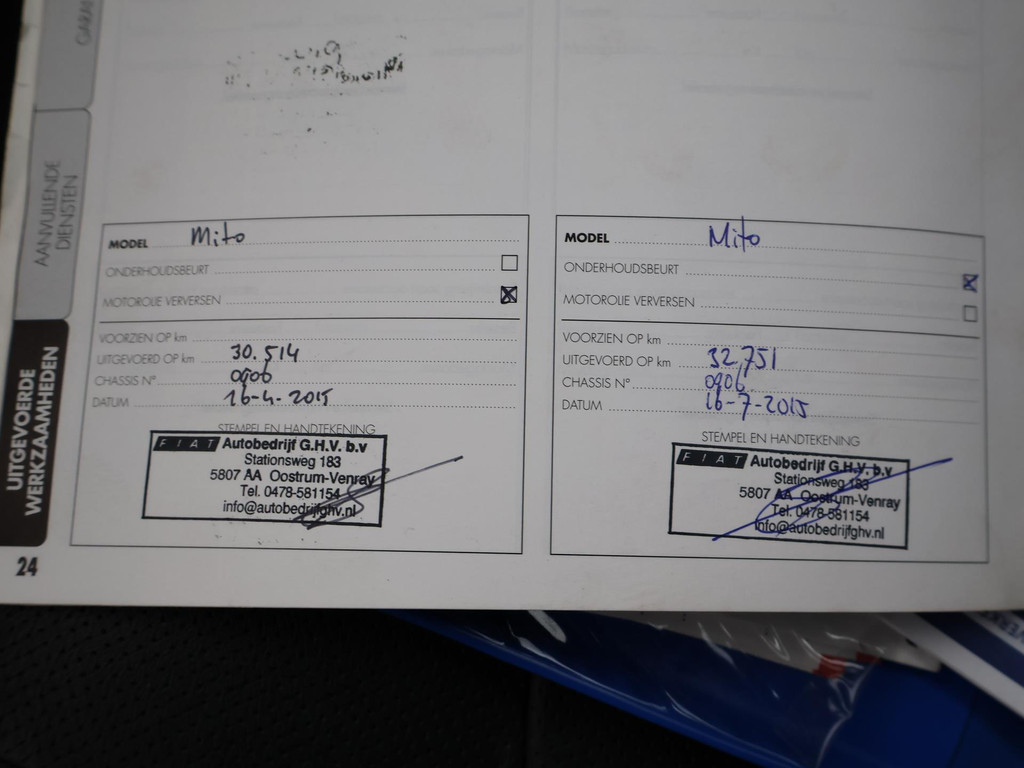 GARA
AANVULLENDE
DIENSTEN
UITGEVOERDE
WERKZAAMHEDEN
24
MODEL Mito
ONDERHOUDSBEURT
MOTOROLIE VERVERSEN
VOORZIEN OP km
UITGEVOERD OP km 30.514
CHASSIS N° 0906
DATUM 16-4-2015
STEMPEL EN HANDTEKENING
FIAT Autobedrijf G.H.V. b.v
Stationsweg 183
5807 AA Oostrum-Venray
Tel. 0478-581154
info@autobedrijfghv.nl
MODEL Mito
ONDERHOUDSBEURT
MOTOROLIE VERVERSEN
VOORZIEN OP km
UITGEVOERD OP km 32.751
CHASSIS N° 0906
DATUM 16-7-2015
STEMPEL EN HANDTEKENING
FIAT Autobedrijf G.H.V. b.v
Stationsweg 183
5807 AA Oostrum-Venray
Tel. 0478-581154
info@autobedrijfghv.nl